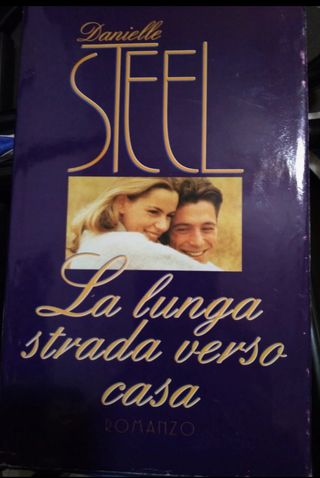 Danielle
STEEL
La lunga
strada verso
casa
ROMANZO